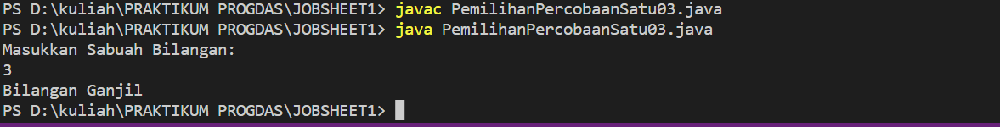 PS D:\kuliah\PRAKTIKUM PROGDAS\JOBSHEET1> javac PemilihanPercobaanSatu03.java
PS D:\kuliah\PRAKTIKUM PROGDAS\JOBSHEET1> java PemilihanPercobaanSatu03.java
Masukkan Sabuah Bilangan:
3
Bilangan Ganjil
PS D:\kuliah\PRAKTIKUM PROGDAS\JOBSHEET1>